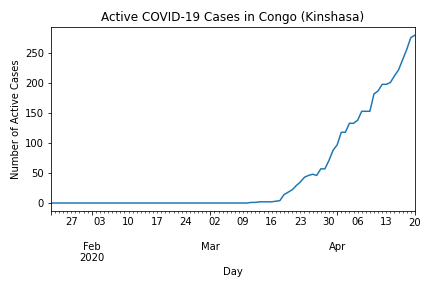 Active COVID-19 Cases in Congo (Kinshasa)
Number of Active Cases
250
200
150
100
50
0
27 03 10 17 24 02 09 16 23 30 06 13 20
Feb Mar Apr
2020
Day